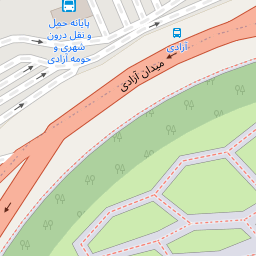 پایانه حمل
و نقل درون
شهری و
حومه آزادی
آزادی
میدان آزادی